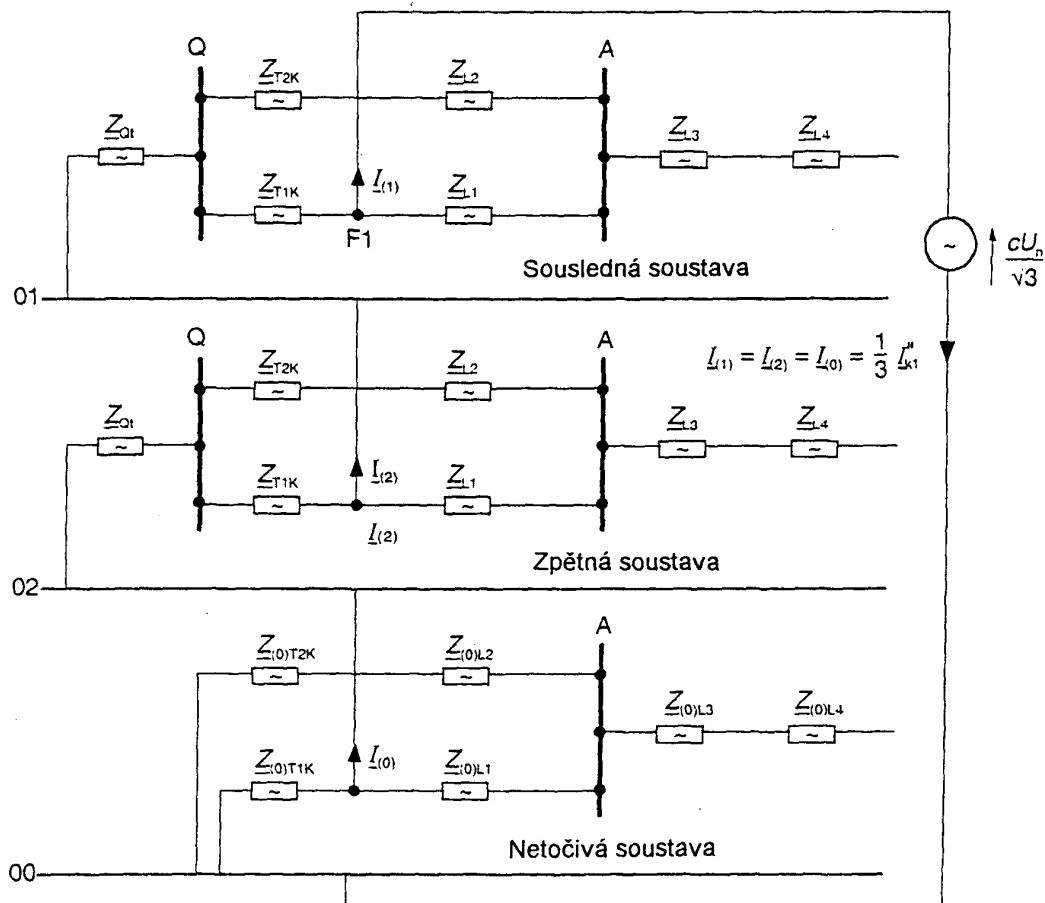 Q
A
Z_T2K
Z_L2
Z_Qt
Z_L3
Z_L4
Z_T1K
I_(1)
Z_L1
F1
~
cU_n
√3
Sousledná soustava
01
Q
A
Z_T2K
Z_L2
I_(1) = I_(2) = I_(0) = 1/3 I''_k1
Z_Qt
Z_L3
Z_L4
Z_T1K
I_(2)
Z_L1
I_(2)
Zpětná soustava
02
A
Z_(0)T2K
Z_(0)L2
Z_(0)L3
Z_(0)L4
Z_(0)T1K
I_(0)
Z_(0)L1
Netočivá soustava
00